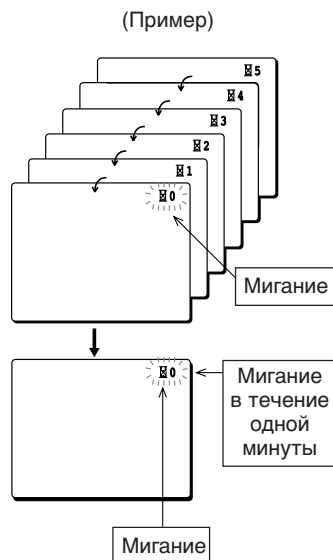 (Пример)
5
4
3
2
1
0
Мигание
0
Мигание
в течение
одной
минуты
Мигание